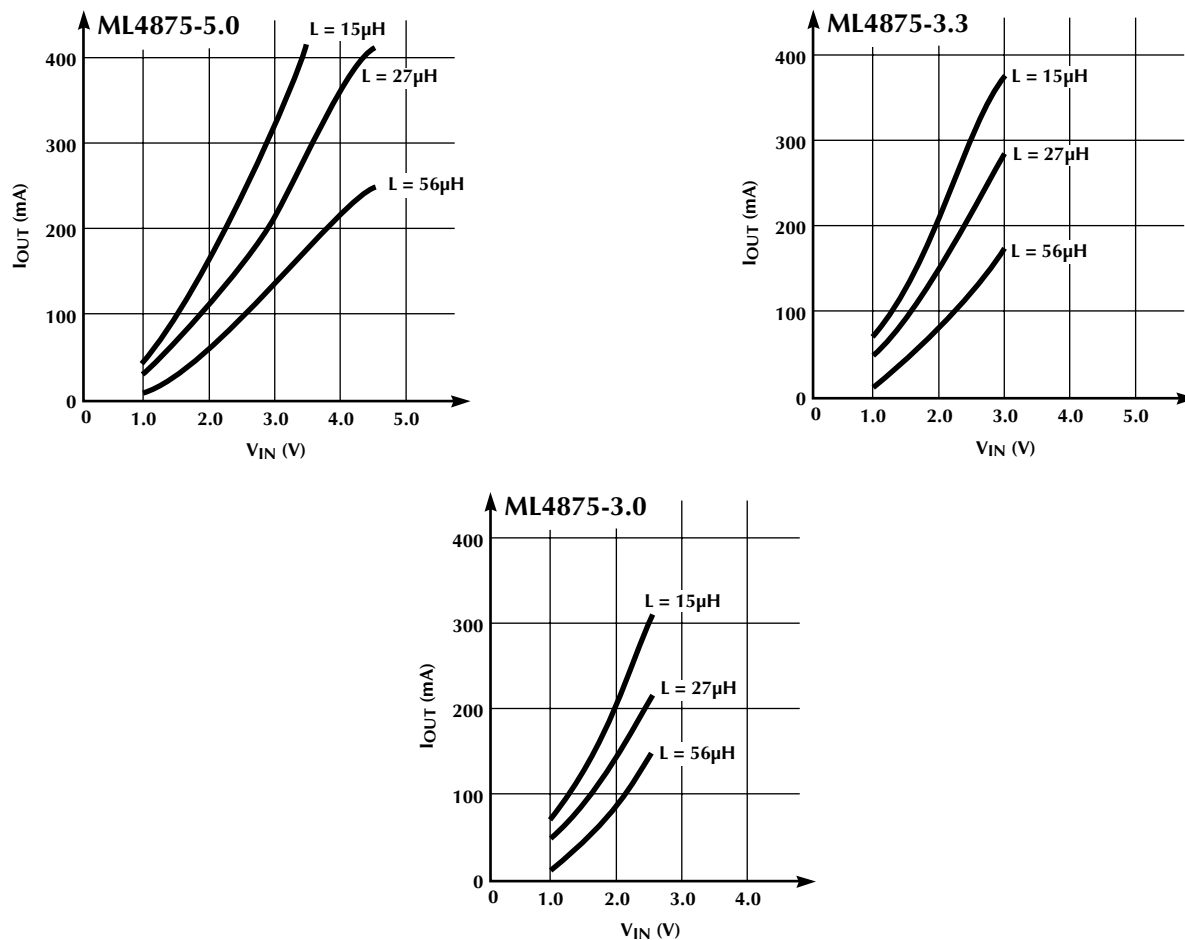 ML4875-5.0
L = 15µH
L = 27µH
L = 56µH
400
300
200
100
0
0
1.0
2.0
3.0
4.0
5.0
IOUT (mA)
VIN (V)
ML4875-3.3
L = 15µH
L = 27µH
L = 56µH
400
300
200
100
0
0
1.0
2.0
3.0
4.0
5.0
IOUT (mA)
VIN (V)
ML4875-3.0
L = 15µH
L = 27µH
L = 56µH
400
300
200
100
0
0
1.0
2.0
3.0
4.0
IOUT (mA)
VIN (V)